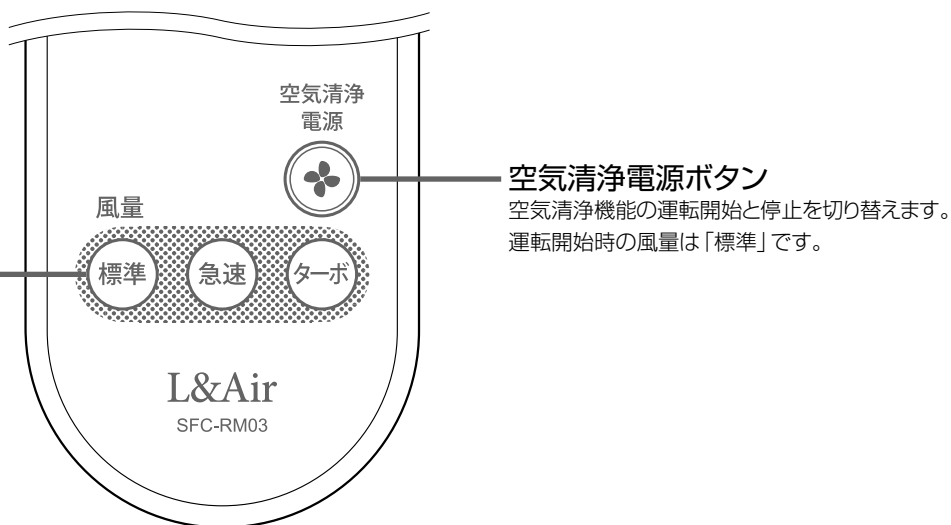 空気清浄
電源
空気清浄電源ボタン
空気清浄機能の運転開始と停止を切り替えます。
運転開始時の風量は「標準」です。
風量
標準 急速 ターボ
L&Air
SFC-RM03